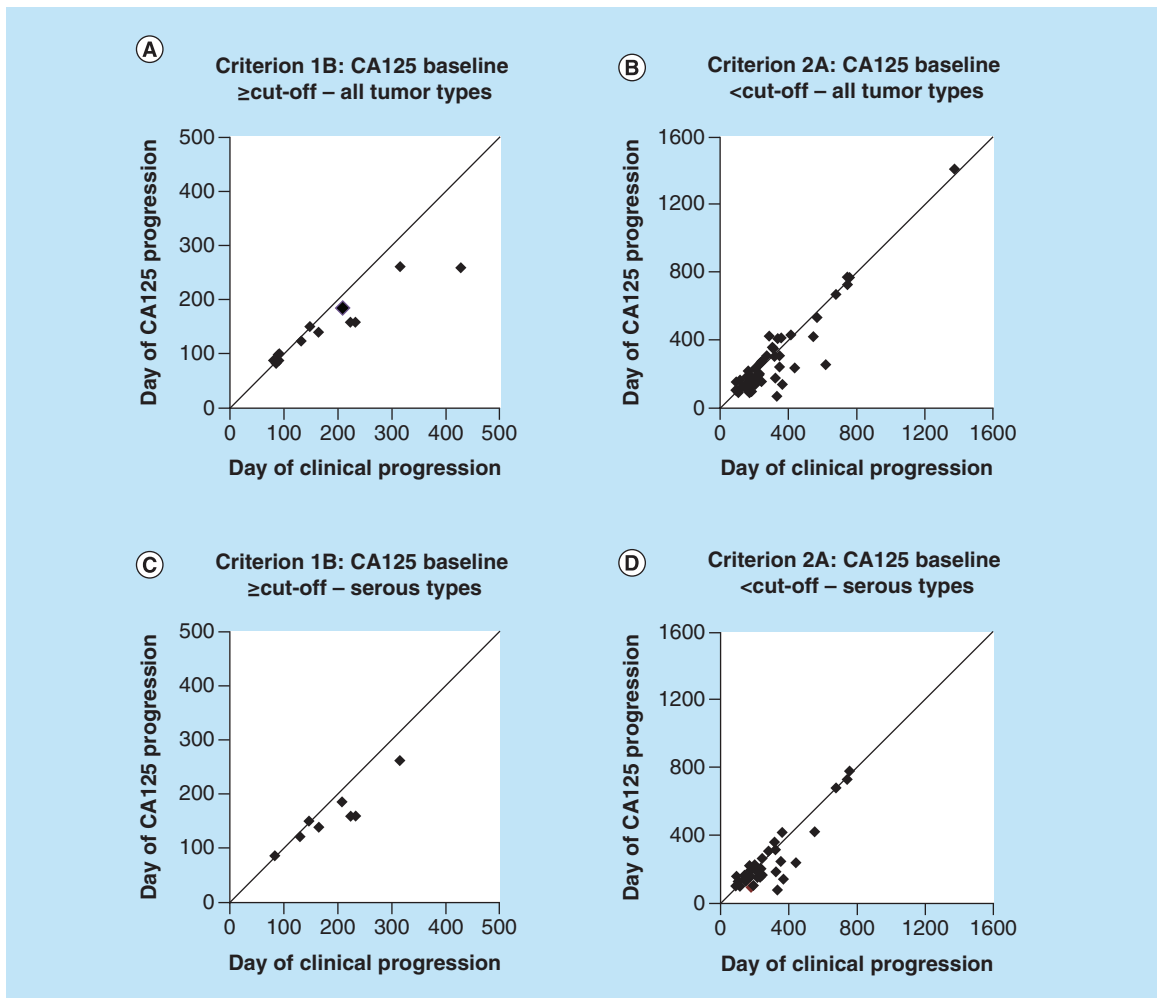 A
Criterion 1B: CA125 baseline
≥cut-off – all tumor types
Day of CA125 progression
500
400
300
200
100
0
0 100 200 300 400 500
Day of clinical progression
B
Criterion 2A: CA125 baseline
<cut-off – all tumor types
Day of CA125 progression
1600
1200
800
400
0
0 400 800 1200 1600
Day of clinical progression
C
Criterion 1B: CA125 baseline
≥cut-off – serous types
Day of CA125 progression
500
400
300
200
100
0
0 100 200 300 400 500
Day of clinical progression
D
Criterion 2A: CA125 baseline
<cut-off – serous types
Day of CA125 progression
1600
1200
800
400
0
0 400 800 1200 1600
Day of clinical progression